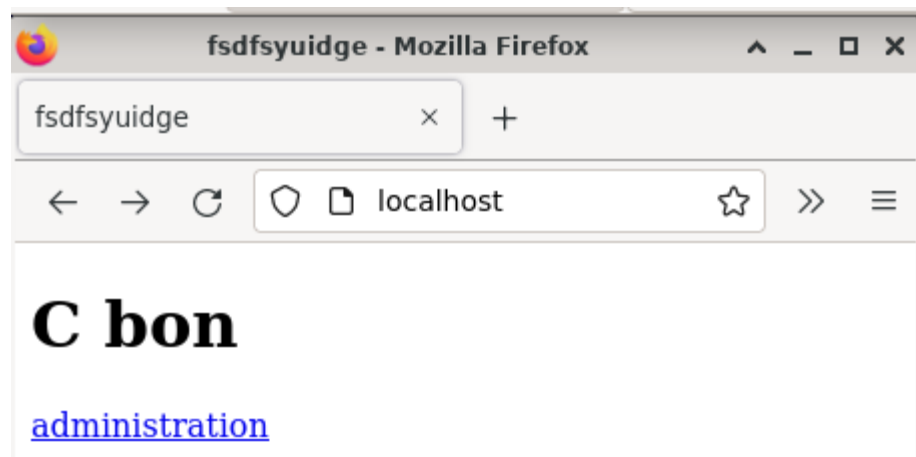 fsdfsyuidge - Mozilla Firefox
fsdfsyuidge
localhost
C bon
administration